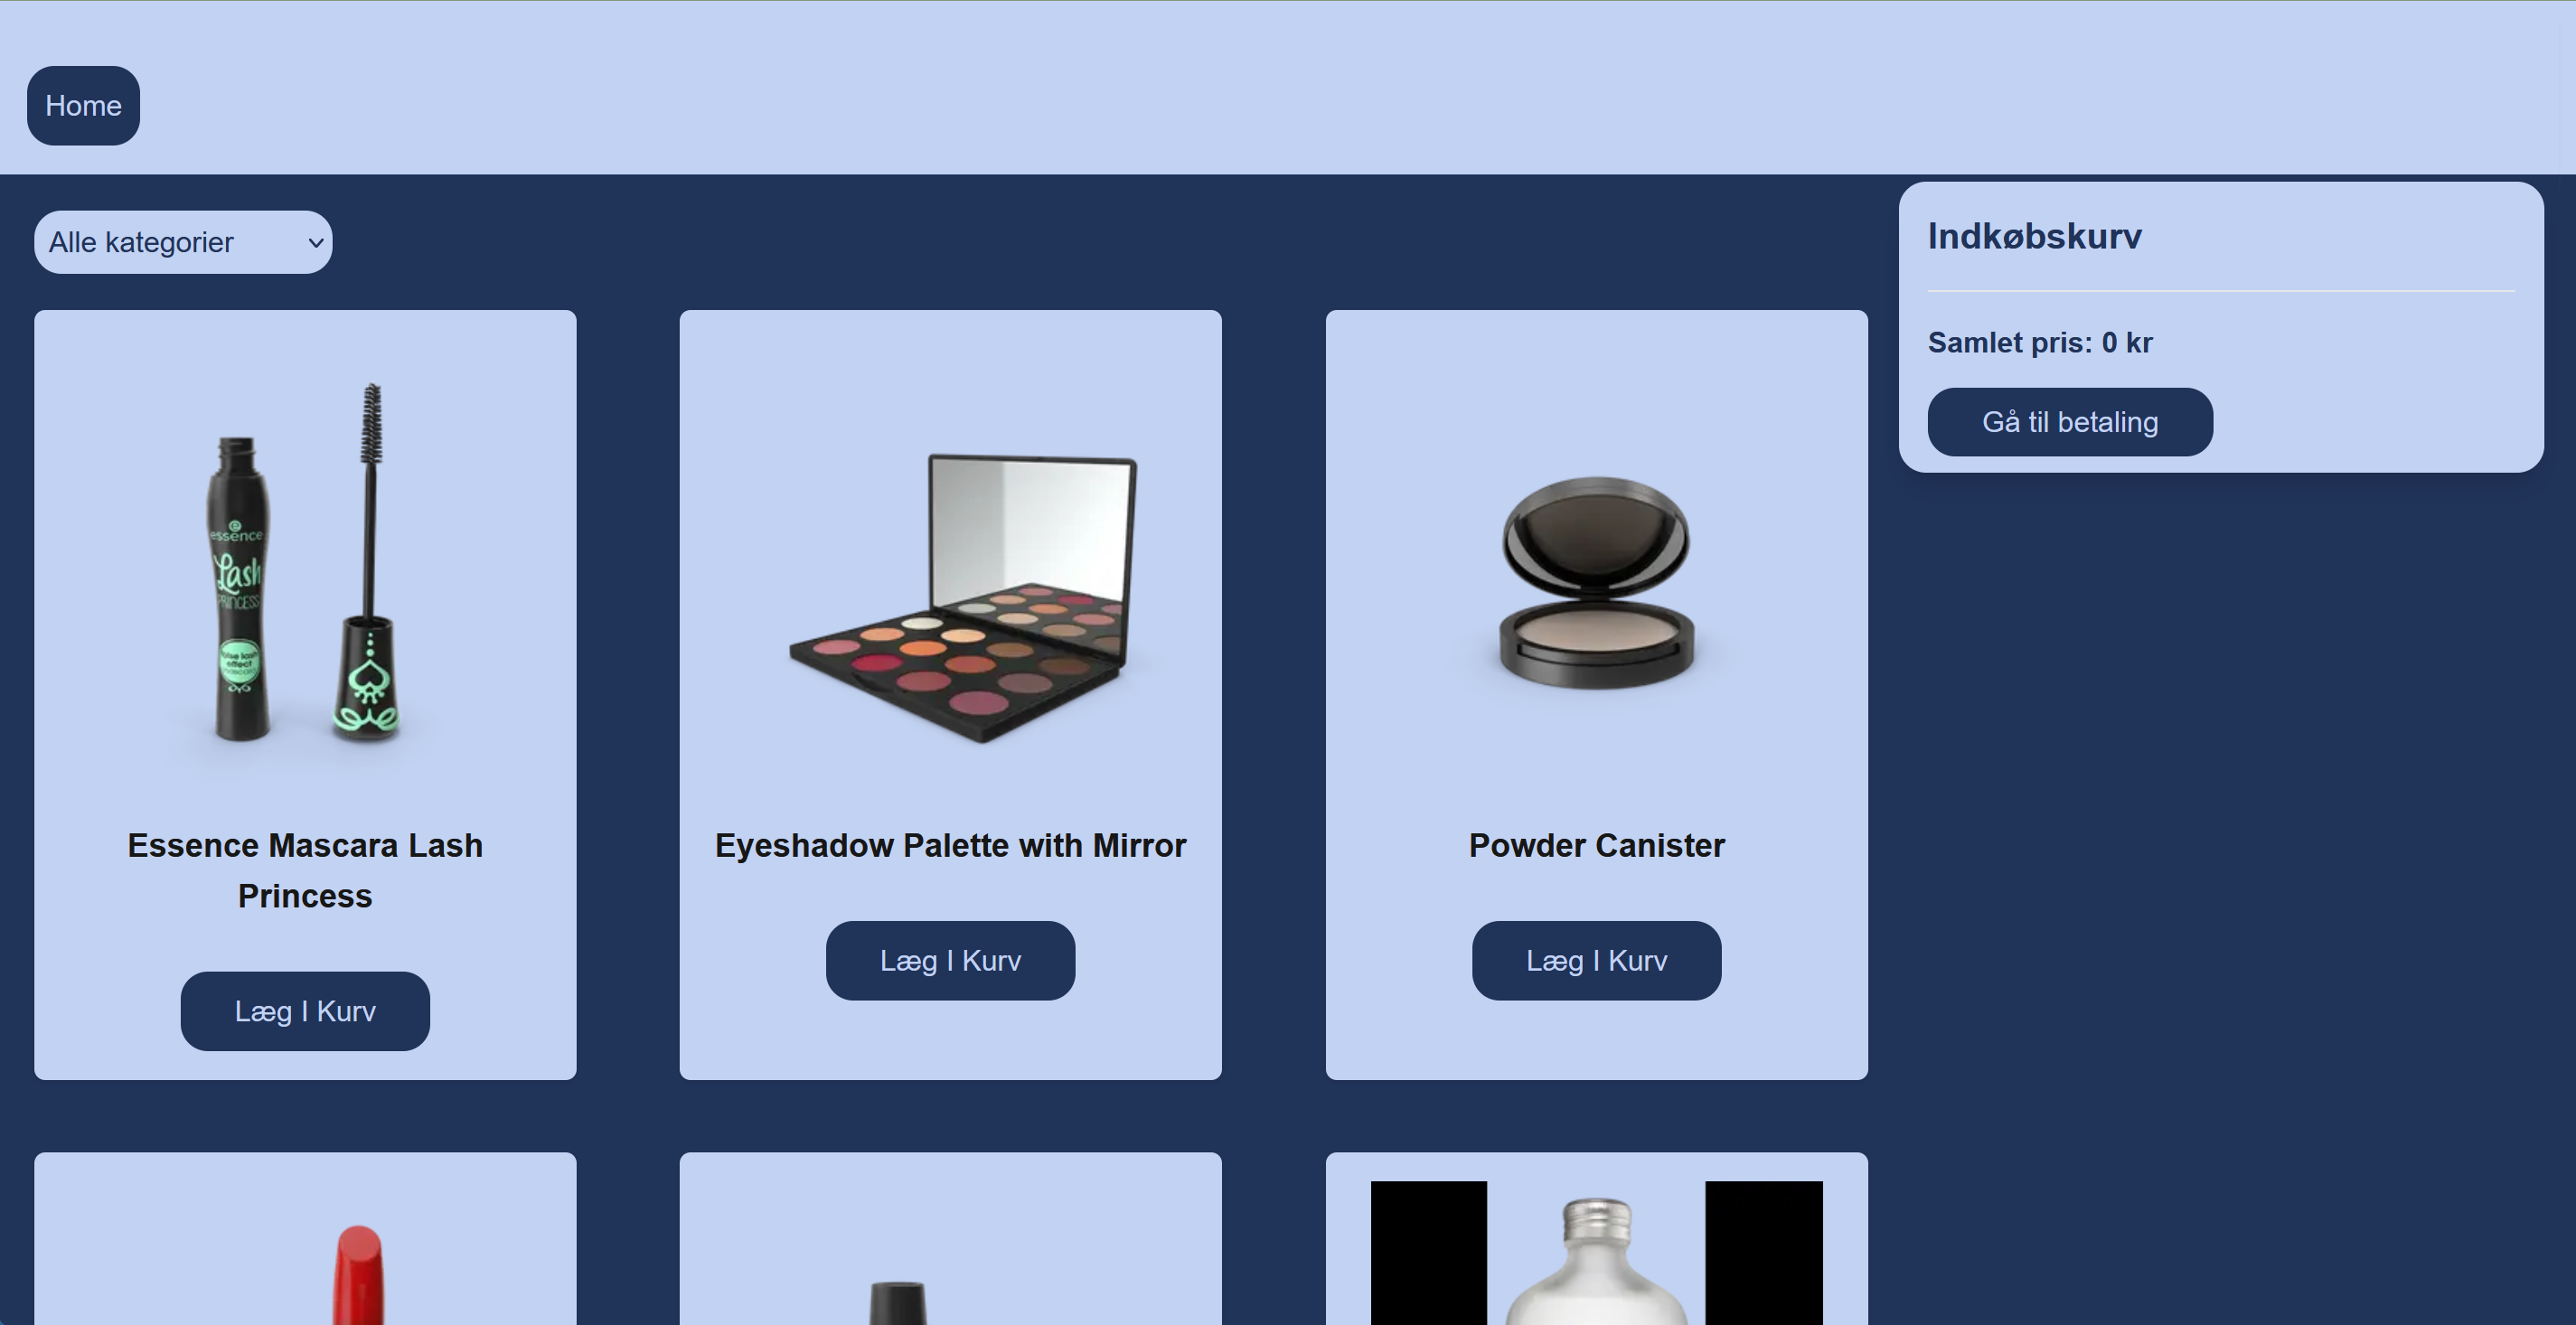 Home
Alle kategorier
Indkøbskurv
Samlet pris: 0 kr
Gå til betaling
essence
Lash
PRINCESS
false lash
effect
Essence Mascara Lash
Princess
Læg I Kurv
Eyeshadow Palette with Mirror
Læg I Kurv
Powder Canister
Læg I Kurv